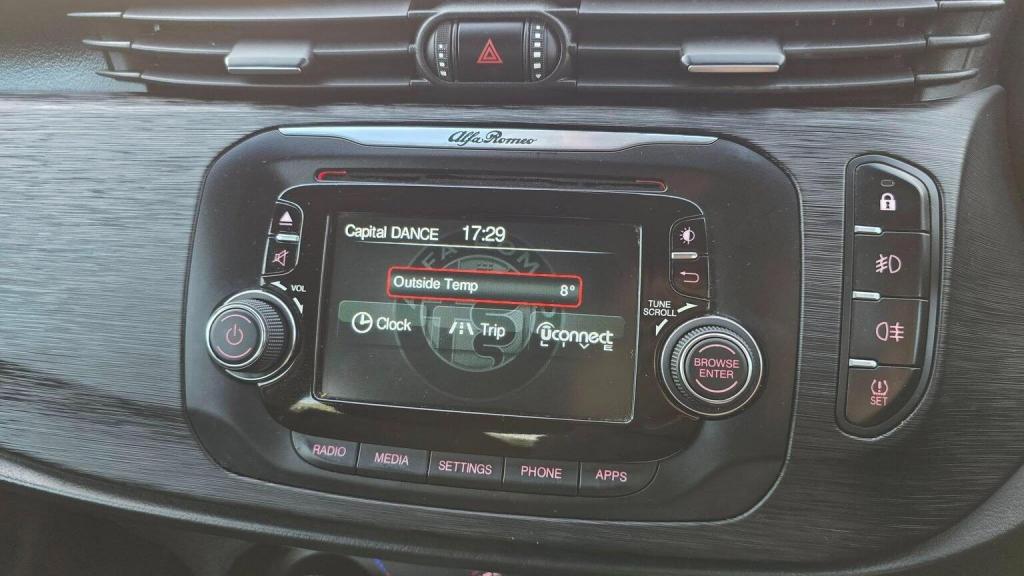 Alfa Romeo
Capital DANCE 17:29
Outside Temp 8°
Clock Trip uconnect
LIVE
VOL
TUNE
SCROLL
BROWSE
ENTER
RADIO MEDIA SETTINGS PHONE APPS
SET